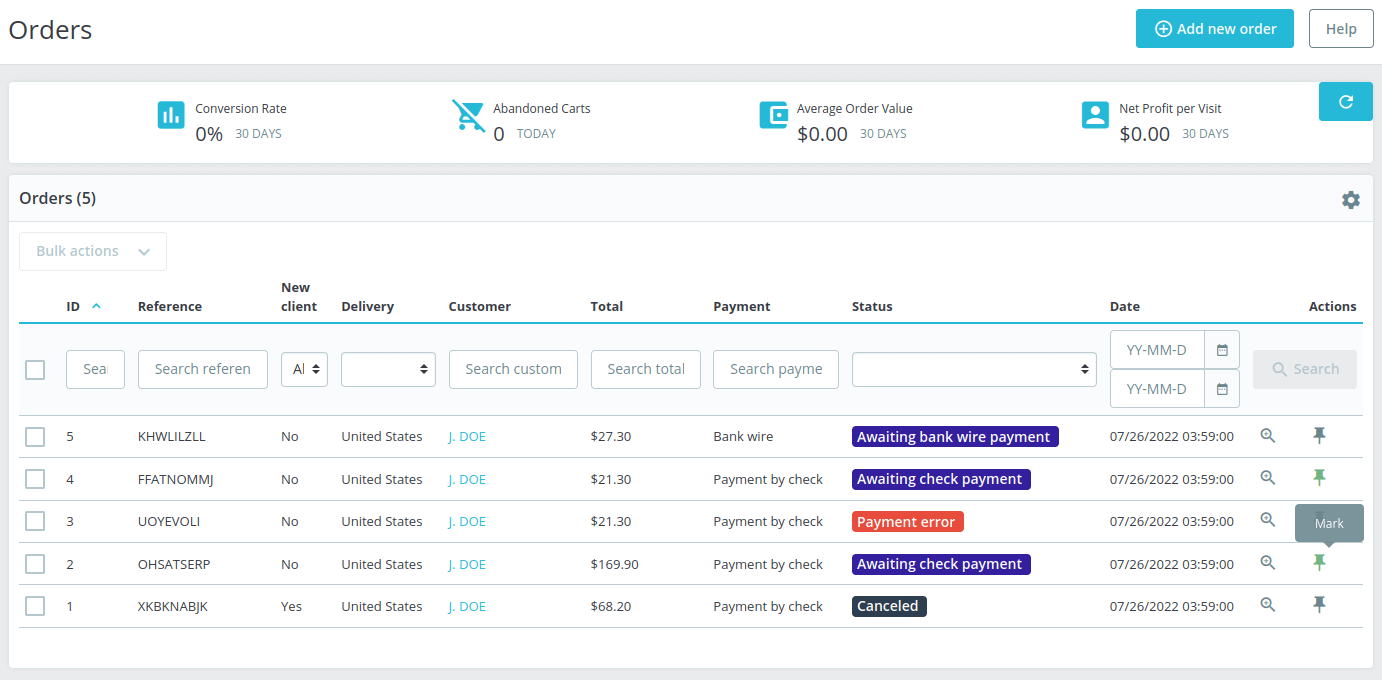 Orders
Add new order
Help
Conversion Rate
0% 30 DAYS
Abandoned Carts
0 TODAY
Average Order Value
$0.00 30 DAYS
Net Profit per Visit
$0.00 30 DAYS
Orders (5)
Bulk actions
ID Reference New client Delivery Customer Total Payment Status Date Actions
Sea Search referen Al Search custom Search total Search payme YY-MM-D Search
YY-MM-D
5 KHWLILZLL No United States J. DOE $27.30 Bank wire Awaiting bank wire payment 07/26/2022 03:59:00
4 FFATNOMMJ No United States J. DOE $21.30 Payment by check Awaiting check payment 07/26/2022 03:59:00
3 UOYEVOLI No United States J. DOE $21.30 Payment by check Payment error 07/26/2022 03:59:00
Mark
2 OHSATSERP No United States J. DOE $169.90 Payment by check Awaiting check payment 07/26/2022 03:59:00
1 XKBKNABJK Yes United States J. DOE $68.20 Payment by check Canceled 07/26/2022 03:59:00